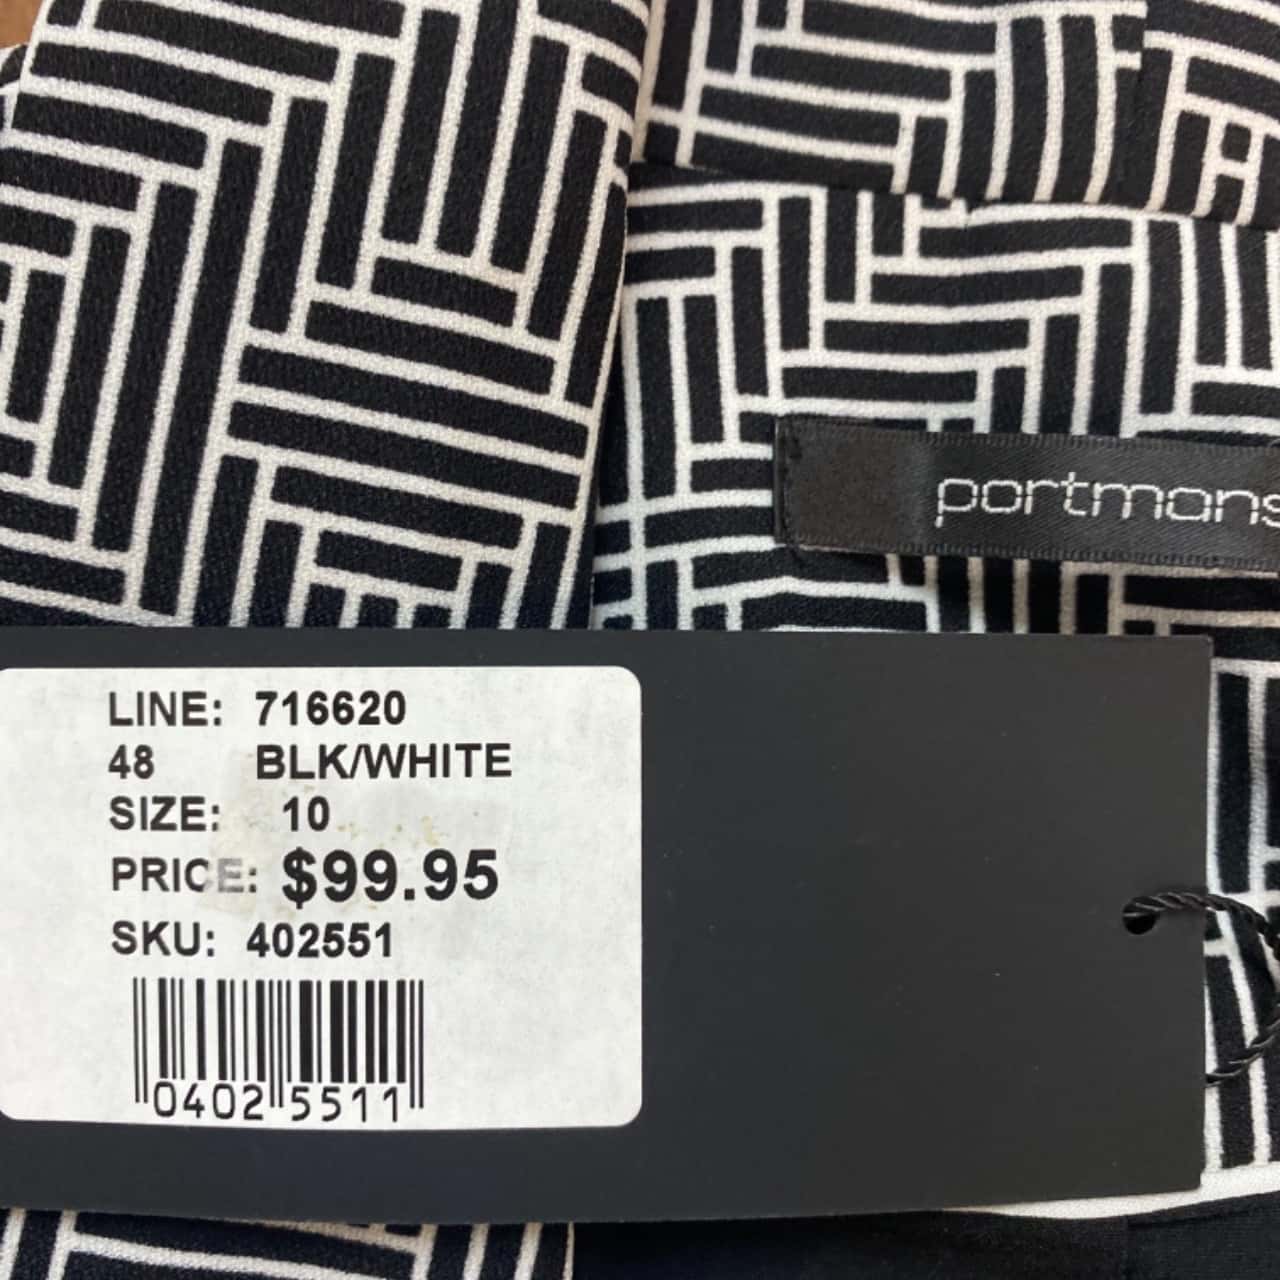 portmans
LINE: 716620
48 BLK/WHITE
SIZE: 10
PRICE: $99.95
SKU: 402551
0402 5511